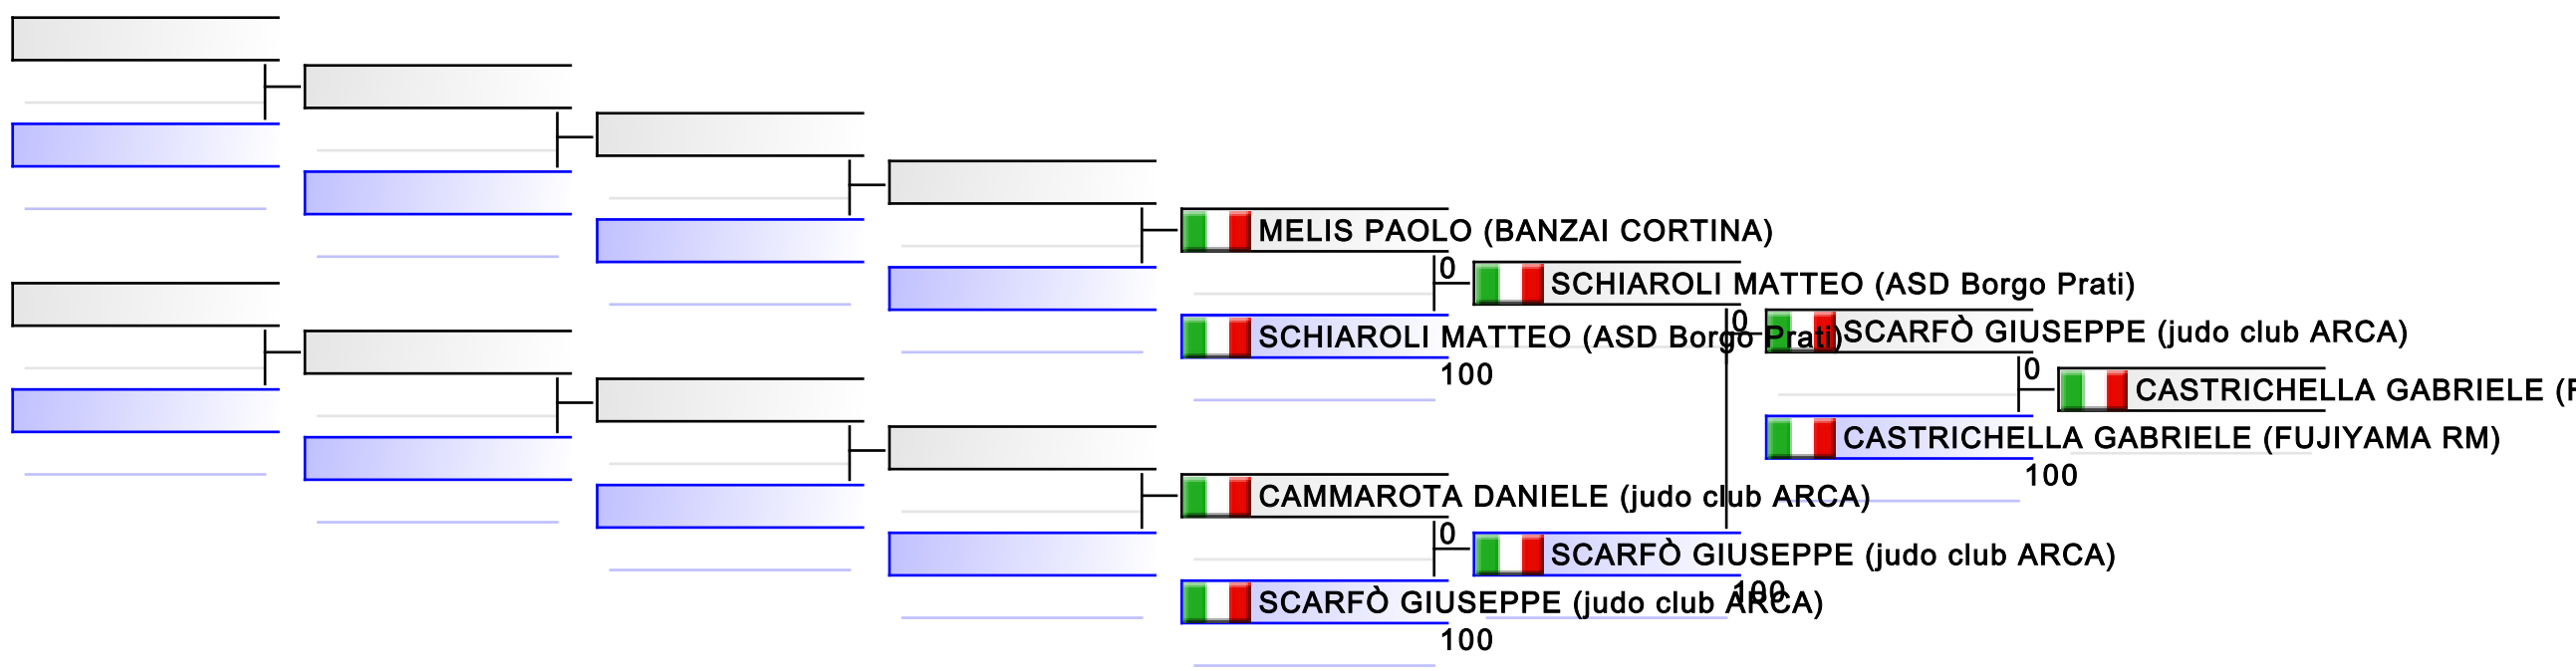 MELIS PAOLO (BANZAI CORTINA)
0
SCHIAROLI MATTEO (ASD Borgo Prati)
SCHIAROLI MATTEO (ASD Borgo Prati)
100
0
SCARFÒ GIUSEPPE (judo club ARCA)
0
CASTRICHELLA GABRIELE (F
CASTRICHELLA GABRIELE (FUJIYAMA RM)
100
CAMMAROTA DANIELE (judo club ARCA)
0
SCARFÒ GIUSEPPE (judo club ARCA)
100
SCARFÒ GIUSEPPE (judo club ARCA)
100